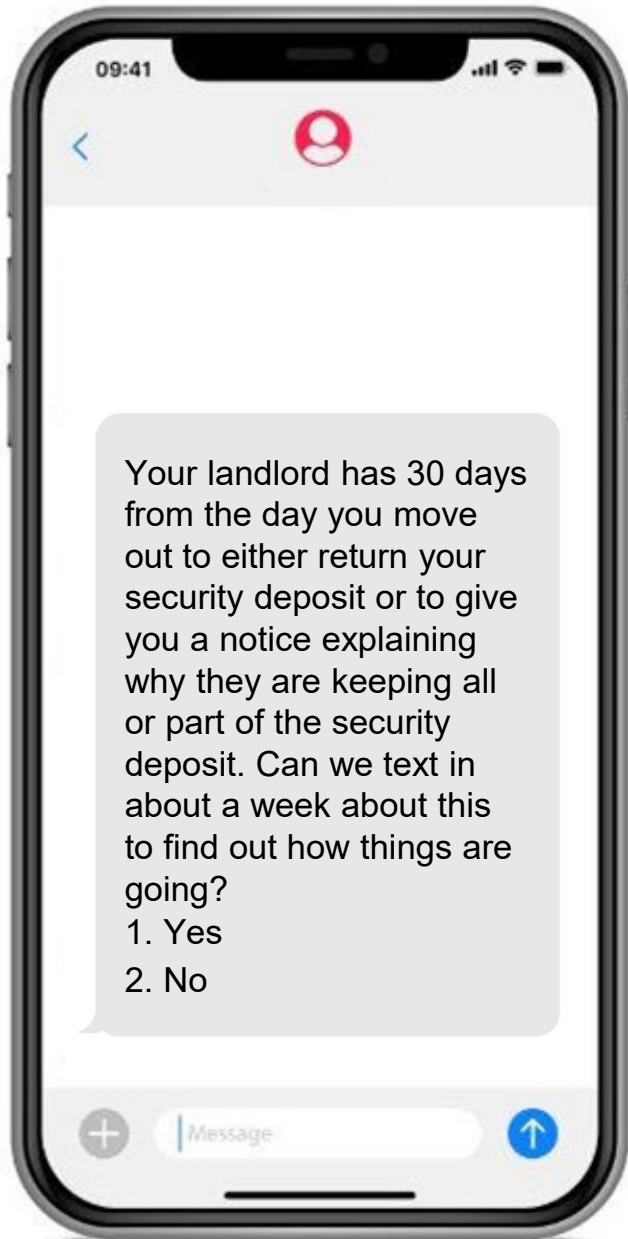 09:41
Your landlord has 30 days
from the day you move
out to either return your
security deposit or to give
you a notice explaining
why they are keeping all
or part of the security
deposit. Can we text in
about a week about this
to find out how things are
going?
1. Yes
2. No
Message